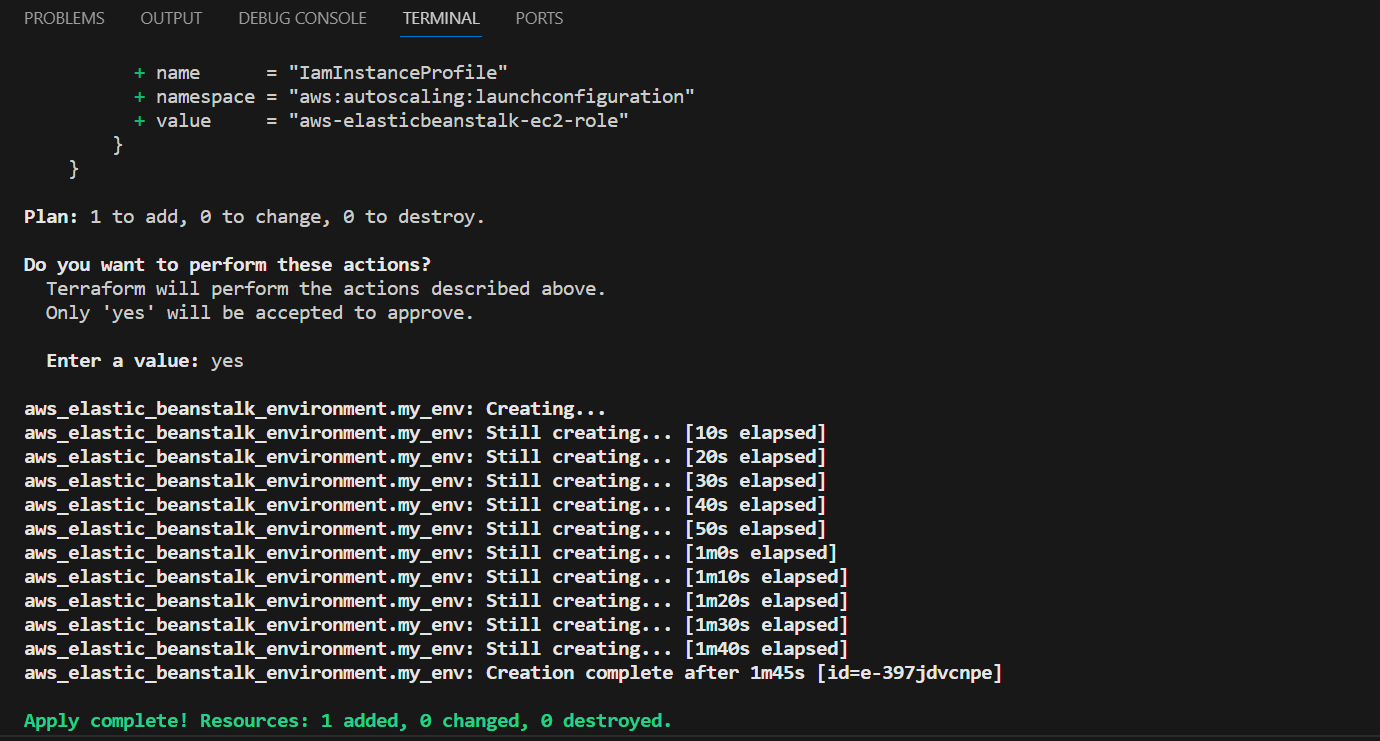 PROBLEMS OUTPUT DEBUG CONSOLE TERMINAL PORTS
+ name      = "IamInstanceProfile"
+ namespace = "aws:autoscaling:launchconfiguration"
+ value     = "aws-elasticbeanstalk-ec2-role"
}
}
Plan: 1 to add, 0 to change, 0 to destroy.
Do you want to perform these actions?
Terraform will perform the actions described above.
Only 'yes' will be accepted to approve.
Enter a value: yes
aws_elastic_beanstalk_environment.my_env: Creating...
aws_elastic_beanstalk_environment.my_env: Still creating... [10s elapsed]
aws_elastic_beanstalk_environment.my_env: Still creating... [20s elapsed]
aws_elastic_beanstalk_environment.my_env: Still creating... [30s elapsed]
aws_elastic_beanstalk_environment.my_env: Still creating... [40s elapsed]
aws_elastic_beanstalk_environment.my_env: Still creating... [50s elapsed]
aws_elastic_beanstalk_environment.my_env: Still creating... [1m0s elapsed]
aws_elastic_beanstalk_environment.my_env: Still creating... [1m10s elapsed]
aws_elastic_beanstalk_environment.my_env: Still creating... [1m20s elapsed]
aws_elastic_beanstalk_environment.my_env: Still creating... [1m30s elapsed]
aws_elastic_beanstalk_environment.my_env: Still creating... [1m40s elapsed]
aws_elastic_beanstalk_environment.my_env: Creation complete after 1m45s [id=e-397jdvcnpe]
Apply complete! Resources: 1 added, 0 changed, 0 destroyed.